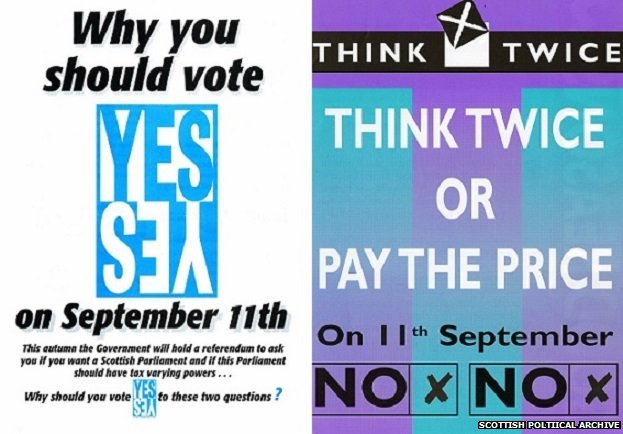 Why you
should vote
YES
YES
on September 11th
This autumn the Government will hold a referendum to ask
you if you want a Scottish Parliament and if this Parliament
should have tax varying powers . . .
Why should you vote YES YES to these two questions ?
THINK TWICE
THINK TWICE
OR
PAY THE PRICE
On 11th September
NO X NO X
SCOTTISH POLTIICAL ARCHIVE